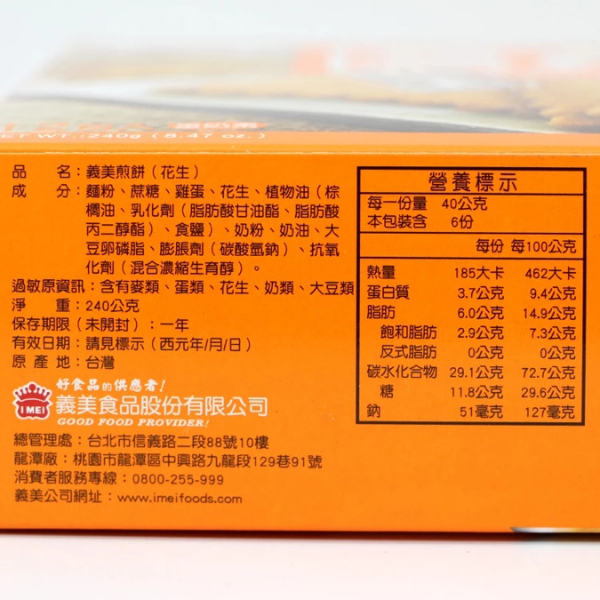 NET WT.:240g (8.47 oz.)
品名：義美煎餅（花生）
成分：麵粉、蔗糖、雞蛋、花生、植物油（棕
櫚油、乳化劑（脂肪酸甘油酯、脂肪酸
丙二醇酯）、食鹽）、奶粉、奶油、大
豆卵磷脂、膨脹劑（碳酸氫鈉）、抗氧
化劑（混合濃縮生育醇）。
過敏原資訊：含有麥類、蛋類、花生、奶類、大豆類
淨重：240公克
保存期限（未開封）：一年
有效日期：請見標示（西元年/月/日）
原產地：台灣
好食品的供應者！
I MEI
義美食品股份有限公司
GOOD FOOD PROVIDER!
總管理處：台北市信義路二段88號10樓
龍潭廠：桃園市龍潭區中興路九龍段129巷91號
消費者服務專線：0800-255-999
義美公司網址：www.imeifoods.com
營養標示
每一份量 40公克
本包裝含 6份
每份 每100公克
熱量 185大卡 462大卡
蛋白質 3.7公克 9.4公克
脂肪 6.0公克 14.9公克
飽和脂肪 2.9公克 7.3公克
反式脂肪 0公克 0公克
碳水化合物 29.1公克 72.7公克
糖 11.8公克 29.6公克
鈉 51毫克 127毫克